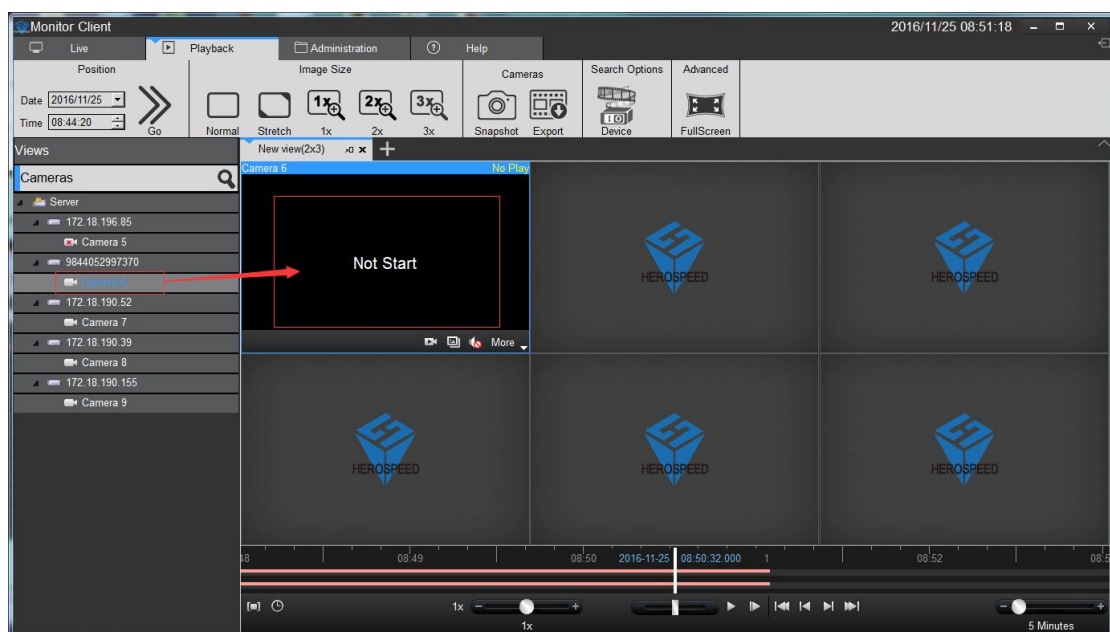 Monitor Client
2016/11/25 08:51:18
Live
Playback
Administration
Help
Position
Image Size
Cameras
Search Options
Advanced
Date 2016/11/25
Time 08:44:20
Go
Normal
Stretch
1x
1x
2x
2x
3x
3x
Snapshot
Export
Device
FullScreen
Views
New view(2x3)
Cameras
Camera 6
No Play
Server
172.18.196.85
Camera 5
9844052997370
Camera 6
172.18.190.52
Camera 7
172.18.190.39
Camera 8
172.18.190.155
Camera 9
Not Start
More
HEROSPEED
HEROSPEED
HEROSPEED
HEROSPEED
HEROSPEED
08:49
08:50
2016-11-25
08:50:32.000
08:52
1x
1x
5 Minutes